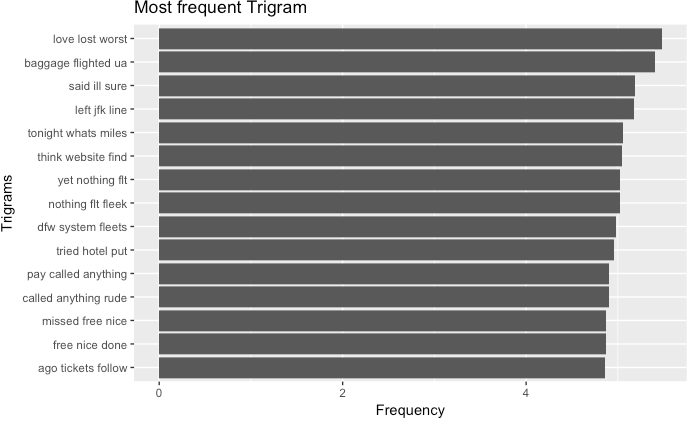 Most frequent Trigram
love lost worst
baggage flighted ua
said ill sure
left jfk line
tonight whats miles
think website find
yet nothing flt
nothing flt fleek
dfw system fleets
tried hotel put
pay called anything
called anything rude
missed free nice
free nice done
ago tickets follow
Trigrams
0 2 4
Frequency